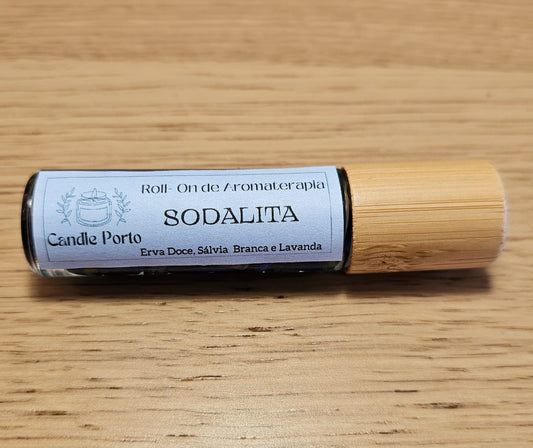 Roll- On de Aromaterapia
SODALITA
Candle Porto
Erva Doce, Sálvia Branca e Lavanda